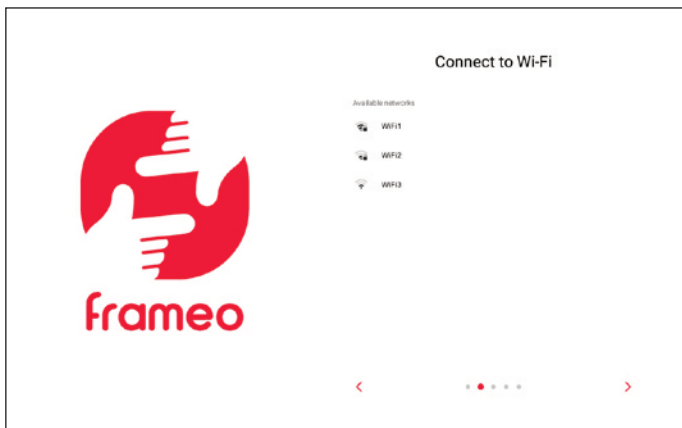 Connect to Wi-Fi
Available networks
WiFi1
WiFi2
WiFi3
frameo